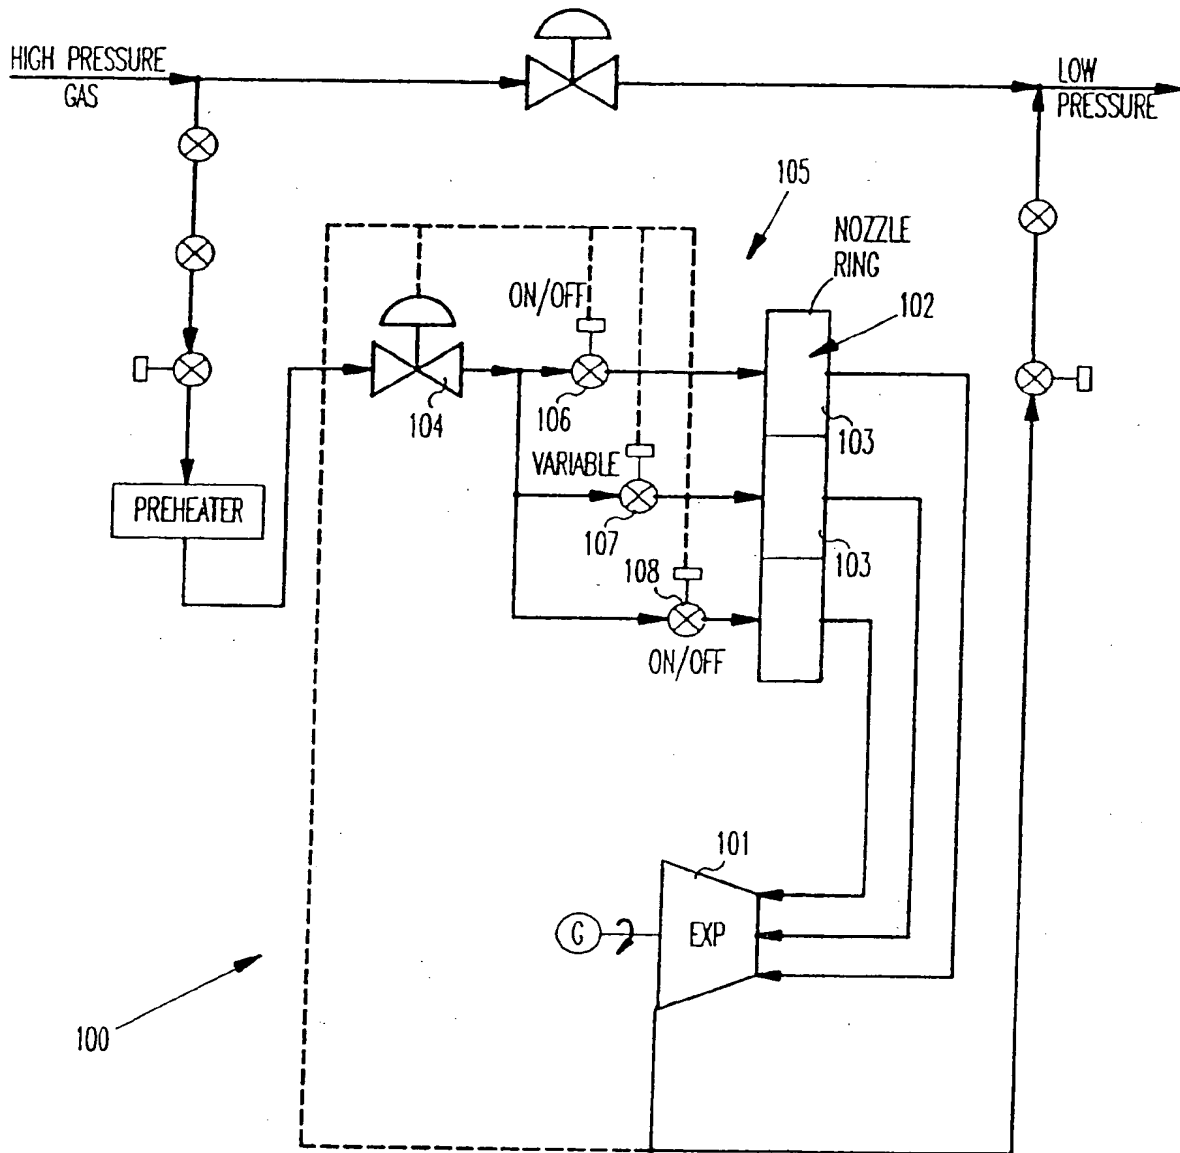 HIGH PRESSURE
GAS
LOW
PRESSURE
105
NOZZLE
RING
ON/OFF
102
104
106
103
VARIABLE
PREHEATER
107
103
108
ON/OFF
101
G
EXP
100